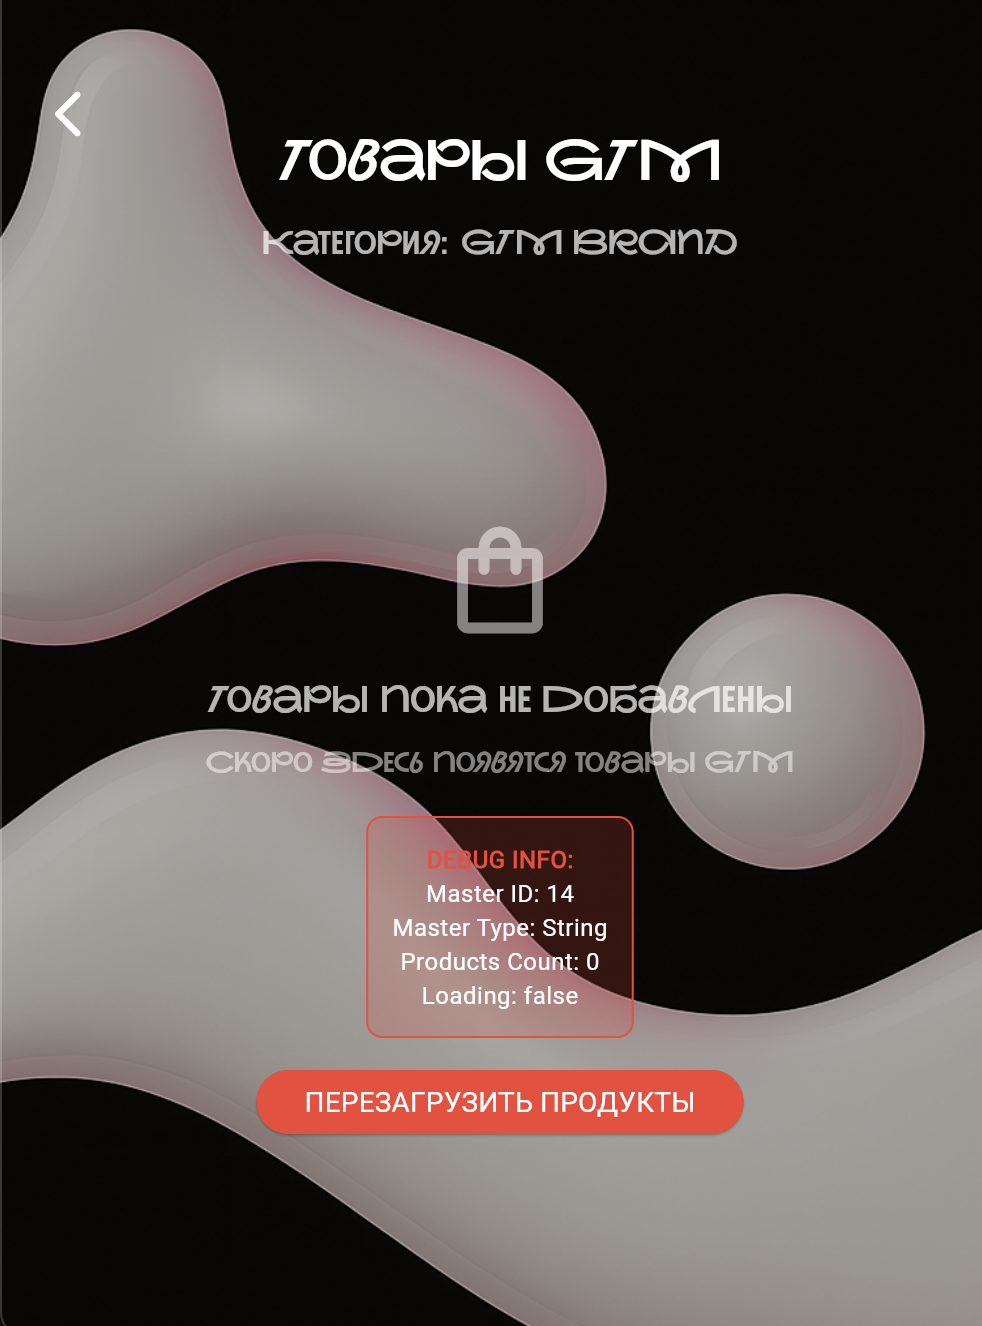 ТОВАРЫ GTM
КАТЕГОРИЯ: GTM BRAND
ТОВАРЫ ПОКА НЕ ДОБАВЛЕНЫ
СКОРО ЗДЕСЬ ПОЯВЯТСЯ ТОВАРЫ GTM
DEBUG INFO:
Master ID: 14
Master Type: String
Products Count: 0
Loading: false
ПЕРЕЗАГРУЗИТЬ ПРОДУКТЫ